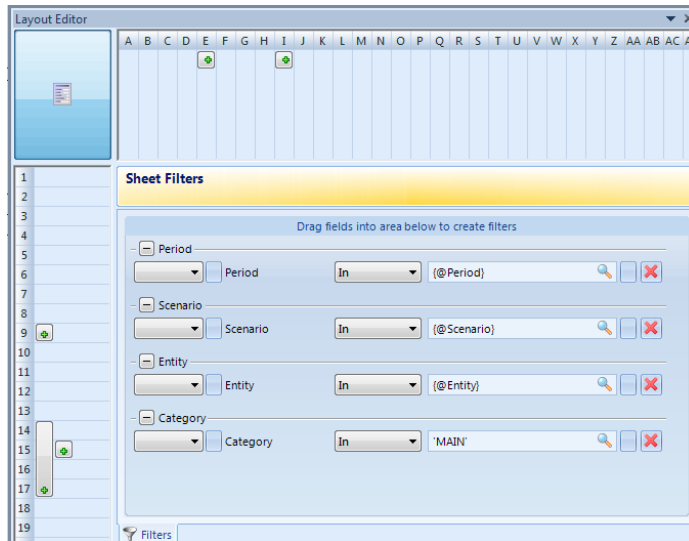 Layout Editor
A B C D E F G H I J K L M N O P Q R S T U V W X Y Z AA AB AC
1
2
Sheet Filters
3
4
Drag fields into area below to create filters
5
Period
6
Period In {@Period}
7
8
Scenario
9
Scenario In {@Scenario}
10
11
Entity
12
Entity In {@Entity}
13
14
Category
15
Category In 'MAIN'
16
17
18
19
Filters